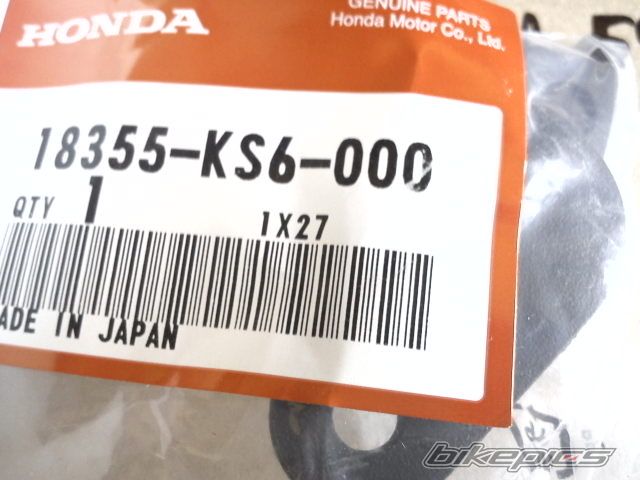 HONDA
GENUINE PARTS
Honda Motor Co., Ltd.
18355-KS6-000
QTY 1
1X27
ADE IN JAPAN
bikepics